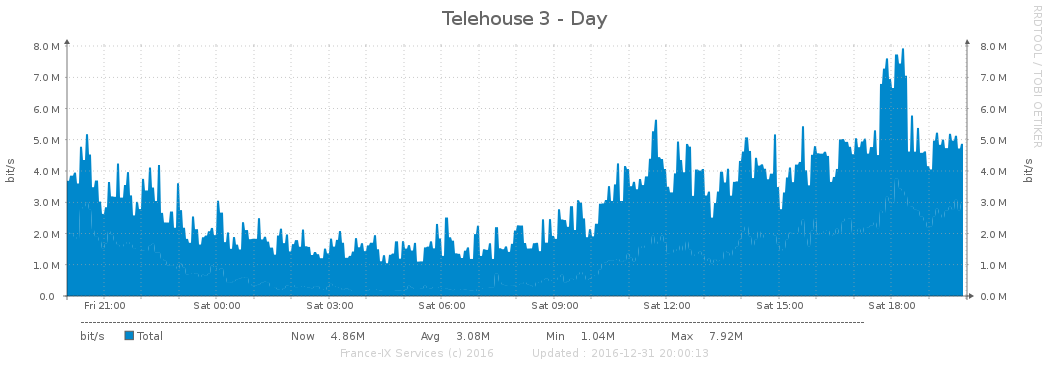 Telehouse 3 - Day
RRDTOOL / TOBI OETIKER
bit/s
bit/s
8.0 M 8.0 M
7.0 M 7.0 M
6.0 M 6.0 M
5.0 M 5.0 M
4.0 M 4.0 M
3.0 M 3.0 M
2.0 M 2.0 M
1.0 M 1.0 M
0.0 0.0 M
Fri 21:00 Sat 00:00 Sat 03:00 Sat 06:00 Sat 09:00 Sat 12:00 Sat 15:00 Sat 18:00
bit/s Total Now 4.86M Avg 3.08M Min 1.04M Max 7.92M
France-IX Services (c) 2016 Updated : 2016-12-31 20:00:13